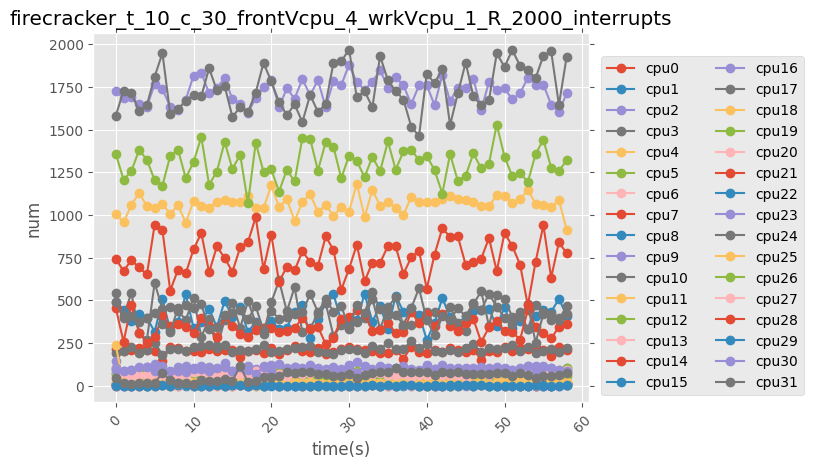 firecracker_t_10_c_30_frontVcpu_4_wrkVcpu_1_R_2000_interrupts
2000
1750
1500
1250
1000
750
500
250
0
num
0
10
20
30
40
50
60
time(s)
cpu0
cpu1
cpu2
cpu3
cpu4
cpu5
cpu6
cpu7
cpu8
cpu9
cpu10
cpu11
cpu12
cpu13
cpu14
cpu15
cpu16
cpu17
cpu18
cpu19
cpu20
cpu21
cpu22
cpu23
cpu24
cpu25
cpu26
cpu27
cpu28
cpu29
cpu30
cpu31